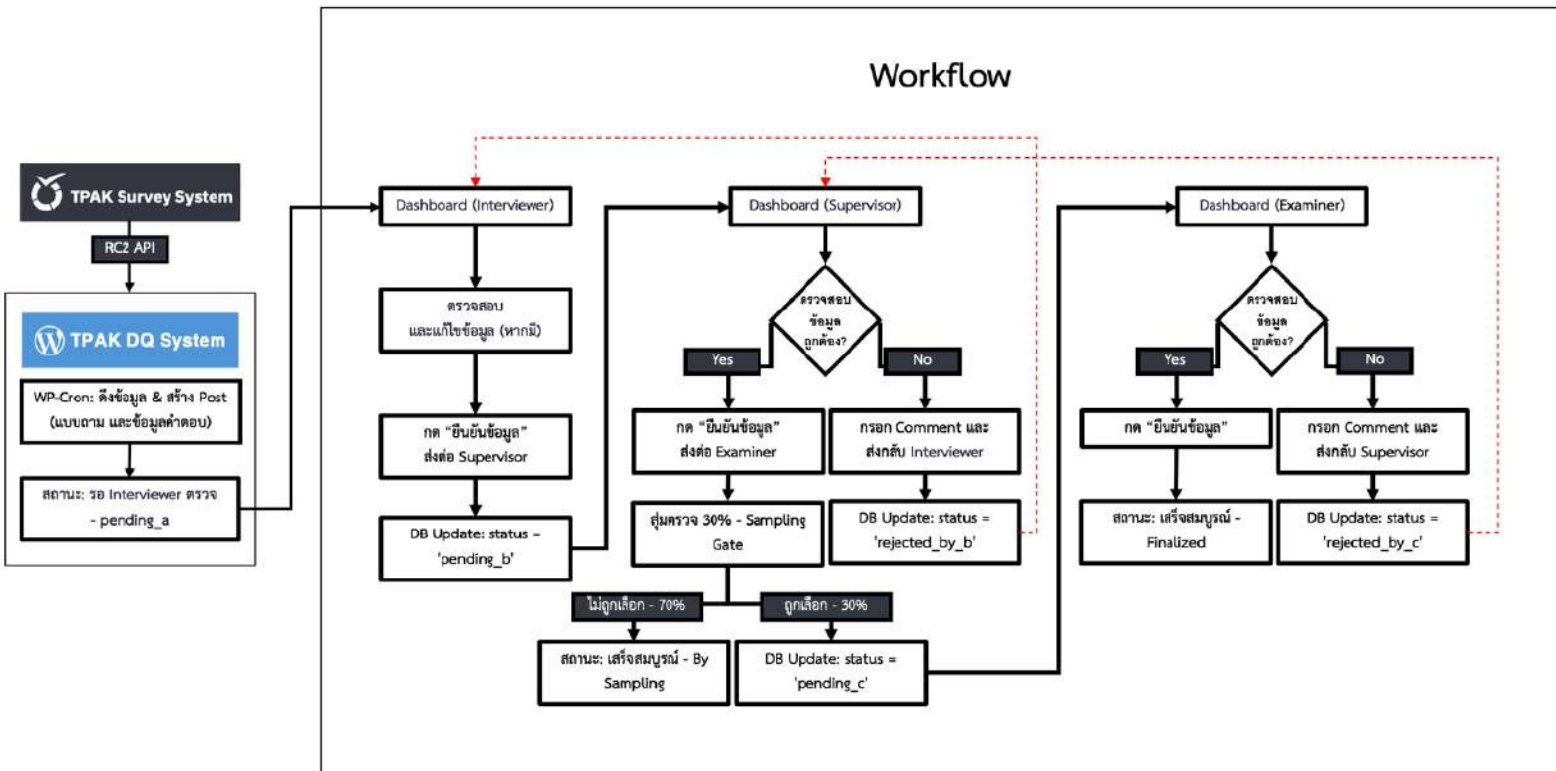 Workflow
TPAK Survey System
RC2 API
TPAK DQ System
WP-Cron: ดึงข้อมูล & สร้าง Post
(แบบถาม และข้อมูลคำตอบ)
สถานะ: รอ Interviewer ตรวจ
- pending_a
Dashboard (Interviewer)
ตรวจสอบ
และแก้ไขข้อมูล (หากมี)
กด “ยืนยันข้อมูล”
ส่งต่อ Supervisor
DB Update: status =
'pending_b'
Dashboard (Supervisor)
ตรวจสอบ
ข้อมูล
ถูกต้อง?
Yes
No
กด “ยืนยันข้อมูล”
ส่งต่อ Examiner
กรอก Comment และ
ส่งกลับ Interviewer
สุ่มตรวจ 30% - Sampling
Gate
DB Update: status =
'rejected_by_b'
ไม่ถูกเลือก - 70%
ถูกเลือก - 30%
สถานะ: เสร็จสมบูรณ์ - By
Sampling
DB Update: status =
'pending_c'
Dashboard (Examiner)
ตรวจสอบ
ข้อมูล
ถูกต้อง?
Yes
No
กด “ยืนยันข้อมูล”
กรอก Comment และ
ส่งกลับ Supervisor
สถานะ: เสร็จสมบูรณ์ -
Finalized
DB Update: status =
'rejected_by_c'